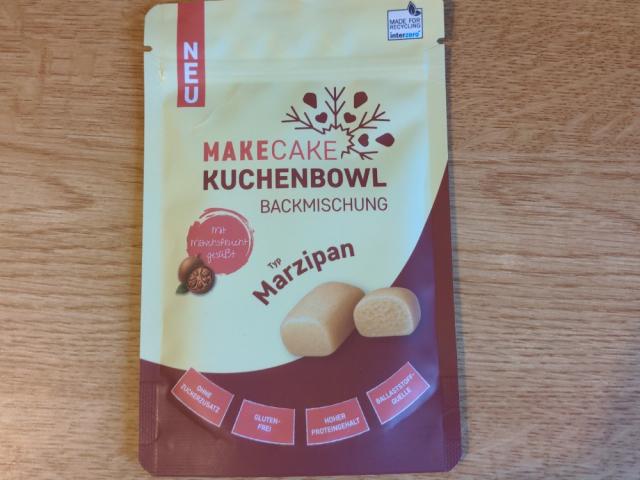 NEU
MADE FOR
RECYCLING
interzero
MAKECAKE
KUCHENBOWL
BACKMISCHUNG
mit
Mönchsfrucht
gesüßt
Typ
Marzipan
OHNE
ZUCKERZUSATZ
GLUTEN-
FREI
HOHER
PROTEINGEHALT
BALLASTSTOFF-
QUELLE